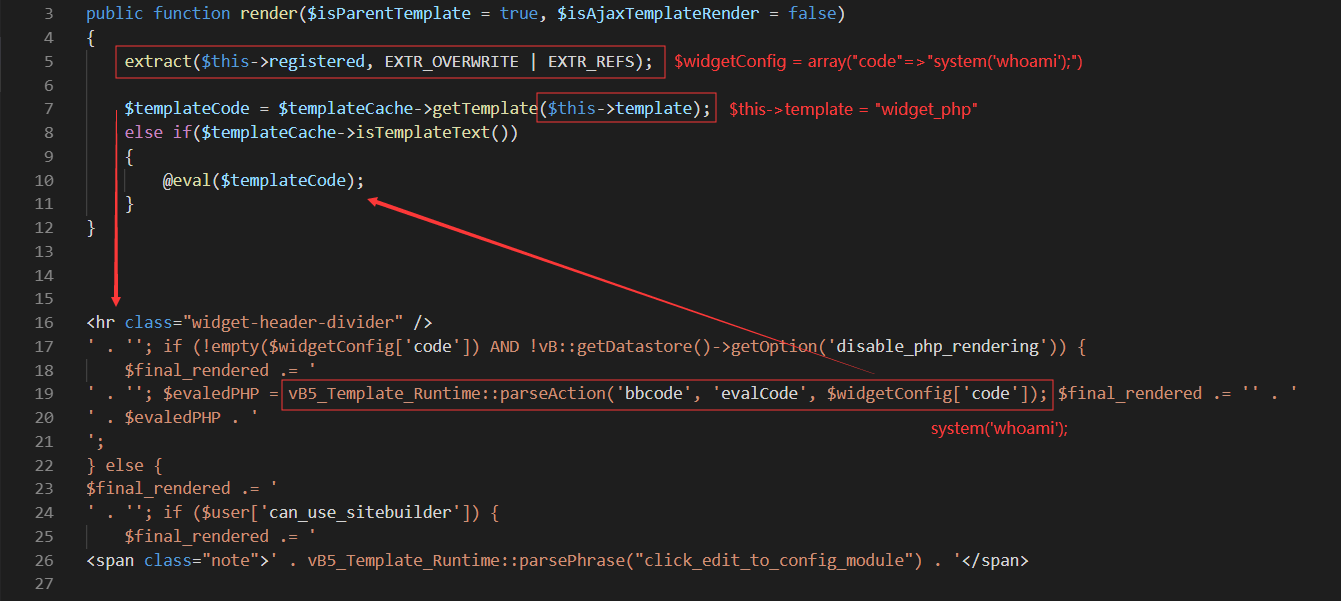 3 public function render($isParentTemplate = true, $isAjaxTemplateRender = false)
4 {
5 extract($this->registered, EXTR_OVERWRITE | EXTR_REFS); $widgetConfig = array("code"=>"system('whoami');")
6
7 $templateCode = $templateCache->getTemplate($this->template); $this->template = "widget_php"
8 else if($templateCache->isTemplateText())
9 {
10 @eval($templateCode);
11 }
12 }
13
14
15
16 <hr class="widget-header-divider" />
17 ' . ''; if (!empty($widgetConfig['code']) AND !vB::getDatastore()->getOption('disable_php_rendering')) {
18 $final_rendered .= '
19 ' . ''; $evaledPHP = vB5_Template_Runtime::parseAction('bbcode', 'evalCode', $widgetConfig['code']); $final_rendered .= '' . '
20 ' . $evaledPHP . '
system('whoami');
21 ';
22 } else {
23 $final_rendered .= '
24 ' . ''; if ($user['can_use_sitebuilder']) {
25 $final_rendered .= '
26 <span class="note">' . vB5_Template_Runtime::parsePhrase("click_edit_to_config_module") . '</span>
27